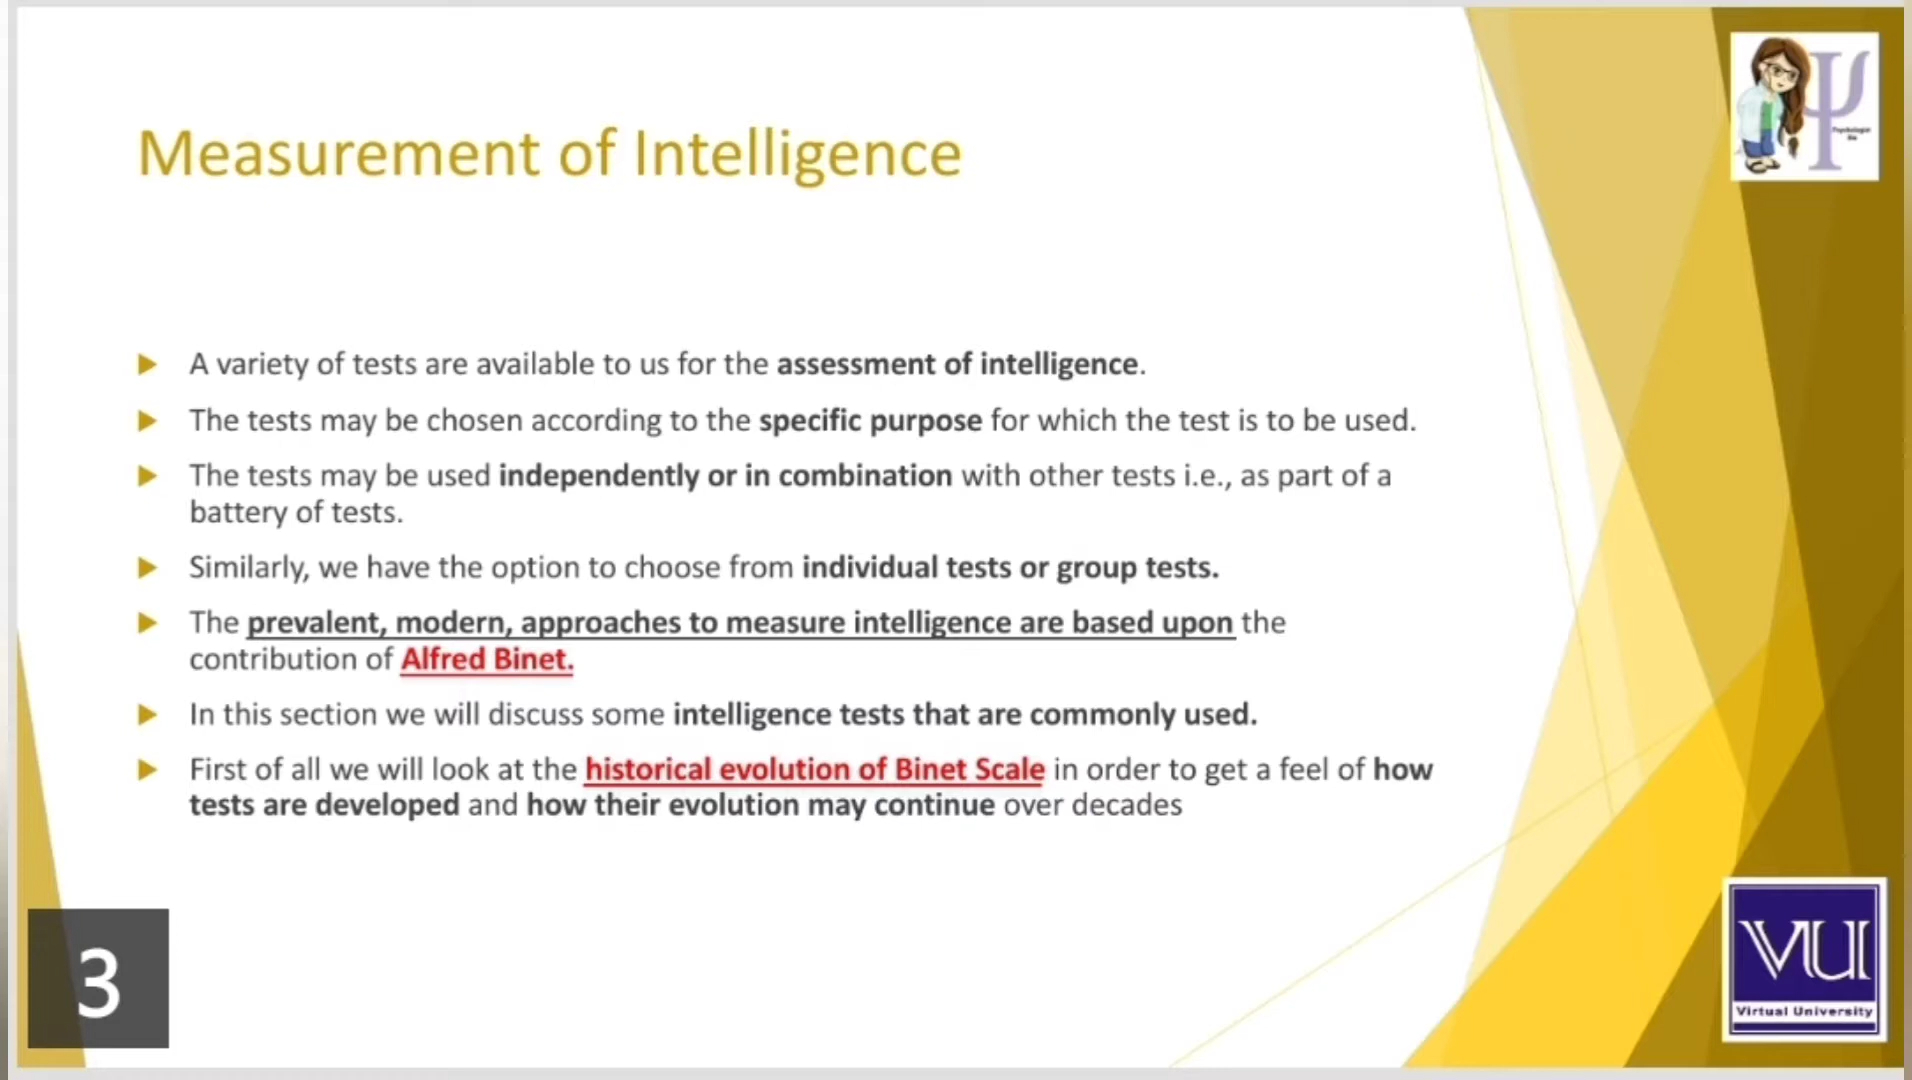 Measurement of Intelligence
A variety of tests are available to us for the assessment of intelligence.
The tests may be chosen according to the specific purpose for which the test is to be used.
The tests may be used independently or in combination with other tests i.e., as part of a
battery of tests.
Similarly, we have the option to choose from individual tests or group tests.
The prevalent, modern, approaches to measure intelligence are based upon the
contribution of Alfred Binet.
In this section we will discuss some intelligence tests that are commonly used.
First of all we will look at the historical evolution of Binet Scale in order to get a feel of how
tests are developed and how their evolution may continue over decades
3
VU
Virtual University